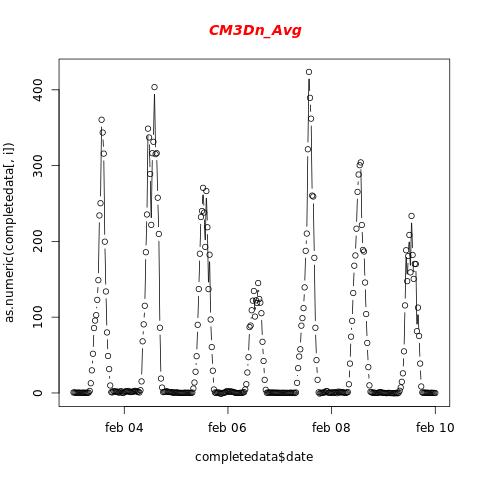 CM3Dn_Avg
as.numeric(completedata[, i])
400
300
200
100
0
feb 04 feb 06 feb 08 feb 10
completedata$date